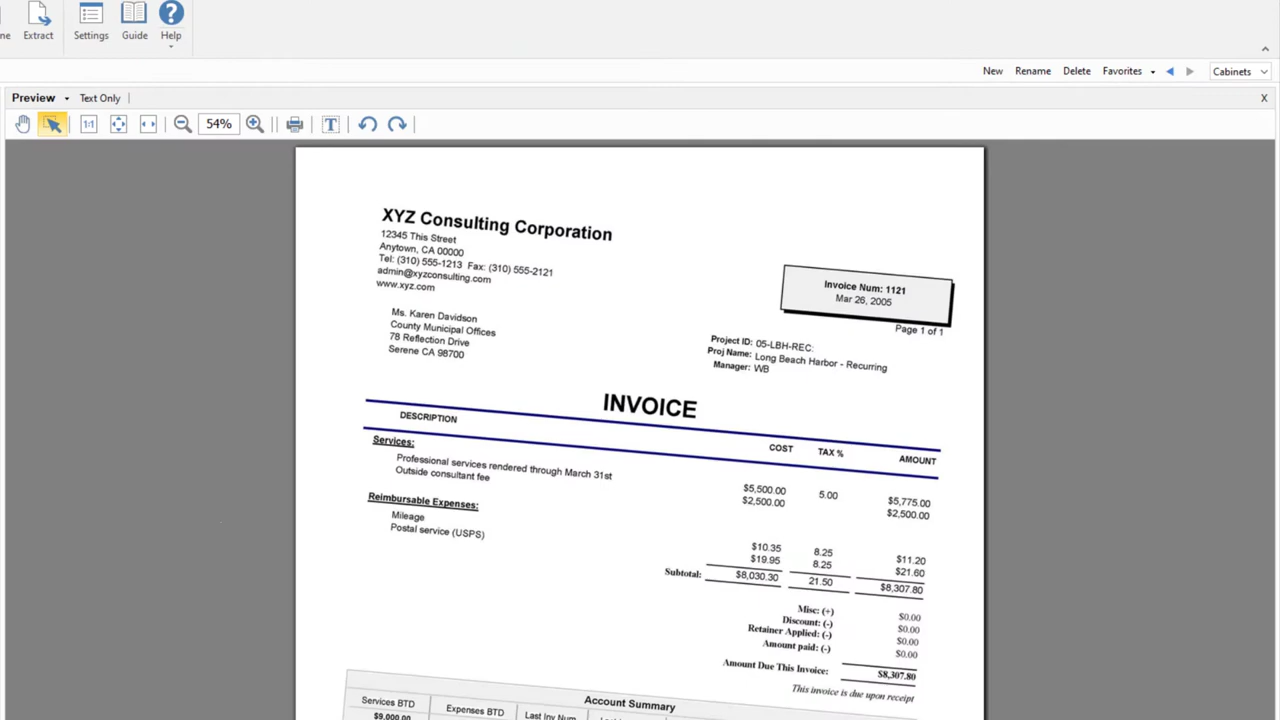 ne Extract Settings Guide Help
New Rename Delete Favorites Cabinets
Preview Text Only X
1:1 54% T
XYZ Consulting Corporation
12345 This Street
Anytown, CA 00000
Tel: (310) 555-1213 Fax: (310) 555-2121
admin@xyzconsulting.com
www.xyz.com
Invoice Num: 1121
Mar 26, 2005
Page 1 of 1
Ms. Karen Davidson
County Municipal Offices
78 Reflection Drive
Serene CA 98700
Project ID: 05-LBH-REC:
Proj Name: Long Beach Harbor - Recurring
Manager: WB
INVOICE
DESCRIPTION COST TAX % AMOUNT
Services:
Professional services rendered through March 31st $5,500.00 5.00 $5,775.00
Outside consultant fee $2,500.00 $2,500.00
Reimbursable Expenses:
Mileage $10.35 8.25 $11.20
Postal service (USPS) $19.95 8.25 $21.60
Subtotal: $8,030.30 21.50 $8,307.80
Misc: (+) $0.00
Discount: (-) $0.00
Retainer Applied: (-) $0.00
Amount paid: (-) $0.00
Amount Due This Invoice: $8,307.80
This invoice is due upon receipt
Account Summary
Services BTD Expenses BTD Last Inv Num
$9,000.00